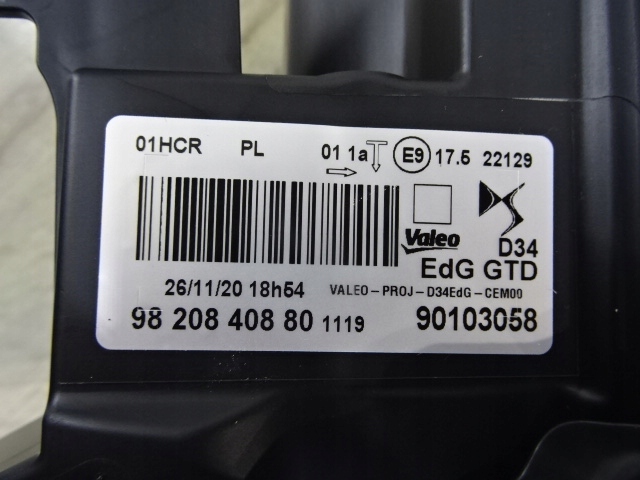 01HCR PL 01 1a E9 17.5 22129
Valeo D34
EdG GTD
26/11/20 18h54 VALEO-PROJ-D34EdG-CEM00
98 208 408 80 1119 90103058